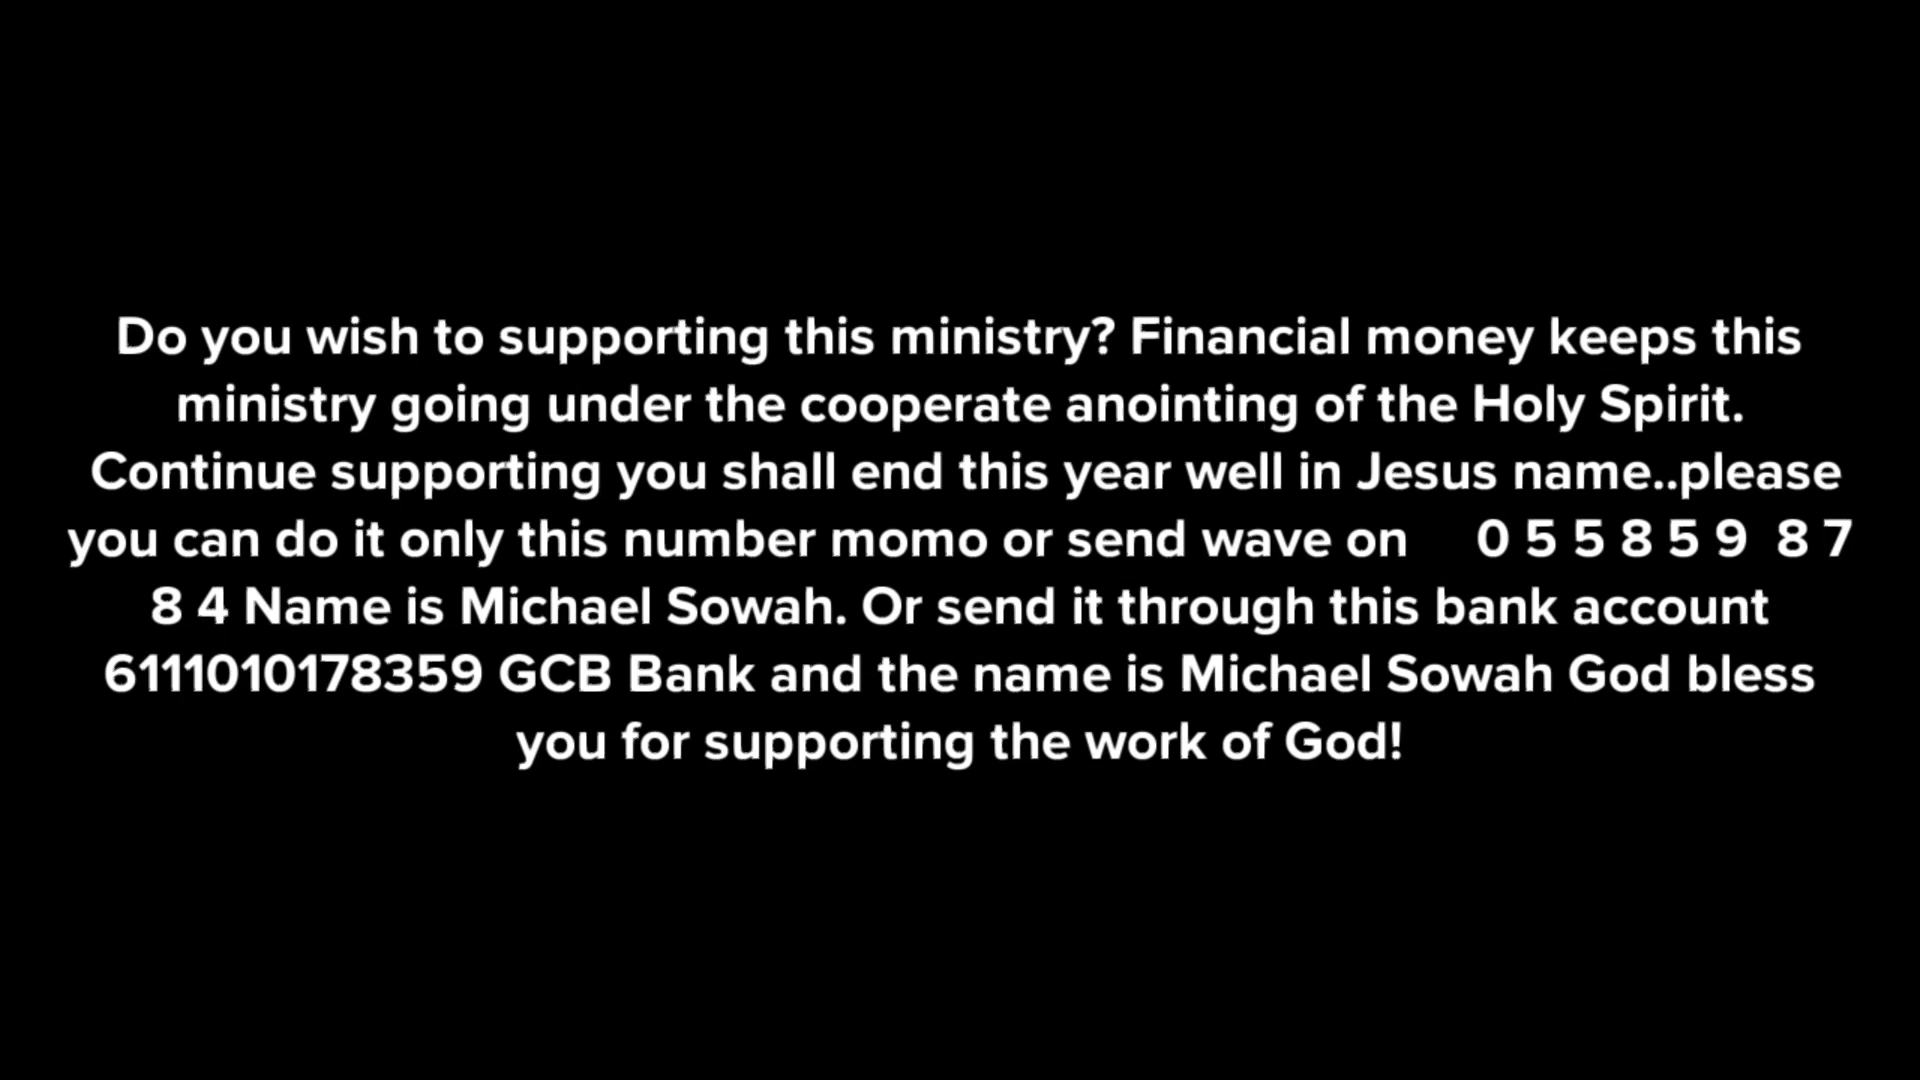 Do you wish to supporting this ministry? Financial money keeps this
ministry going under the cooperate anointing of the Holy Spirit.
Continue supporting you shall end this year well in Jesus name..please
you can do it only this number momo or send wave on 0 5 5 8 5 9 8 7
8 4 Name is Michael Sowah. Or send it through this bank account
6111010178359 GCB Bank and the name is Michael Sowah God bless
you for supporting the work of God!